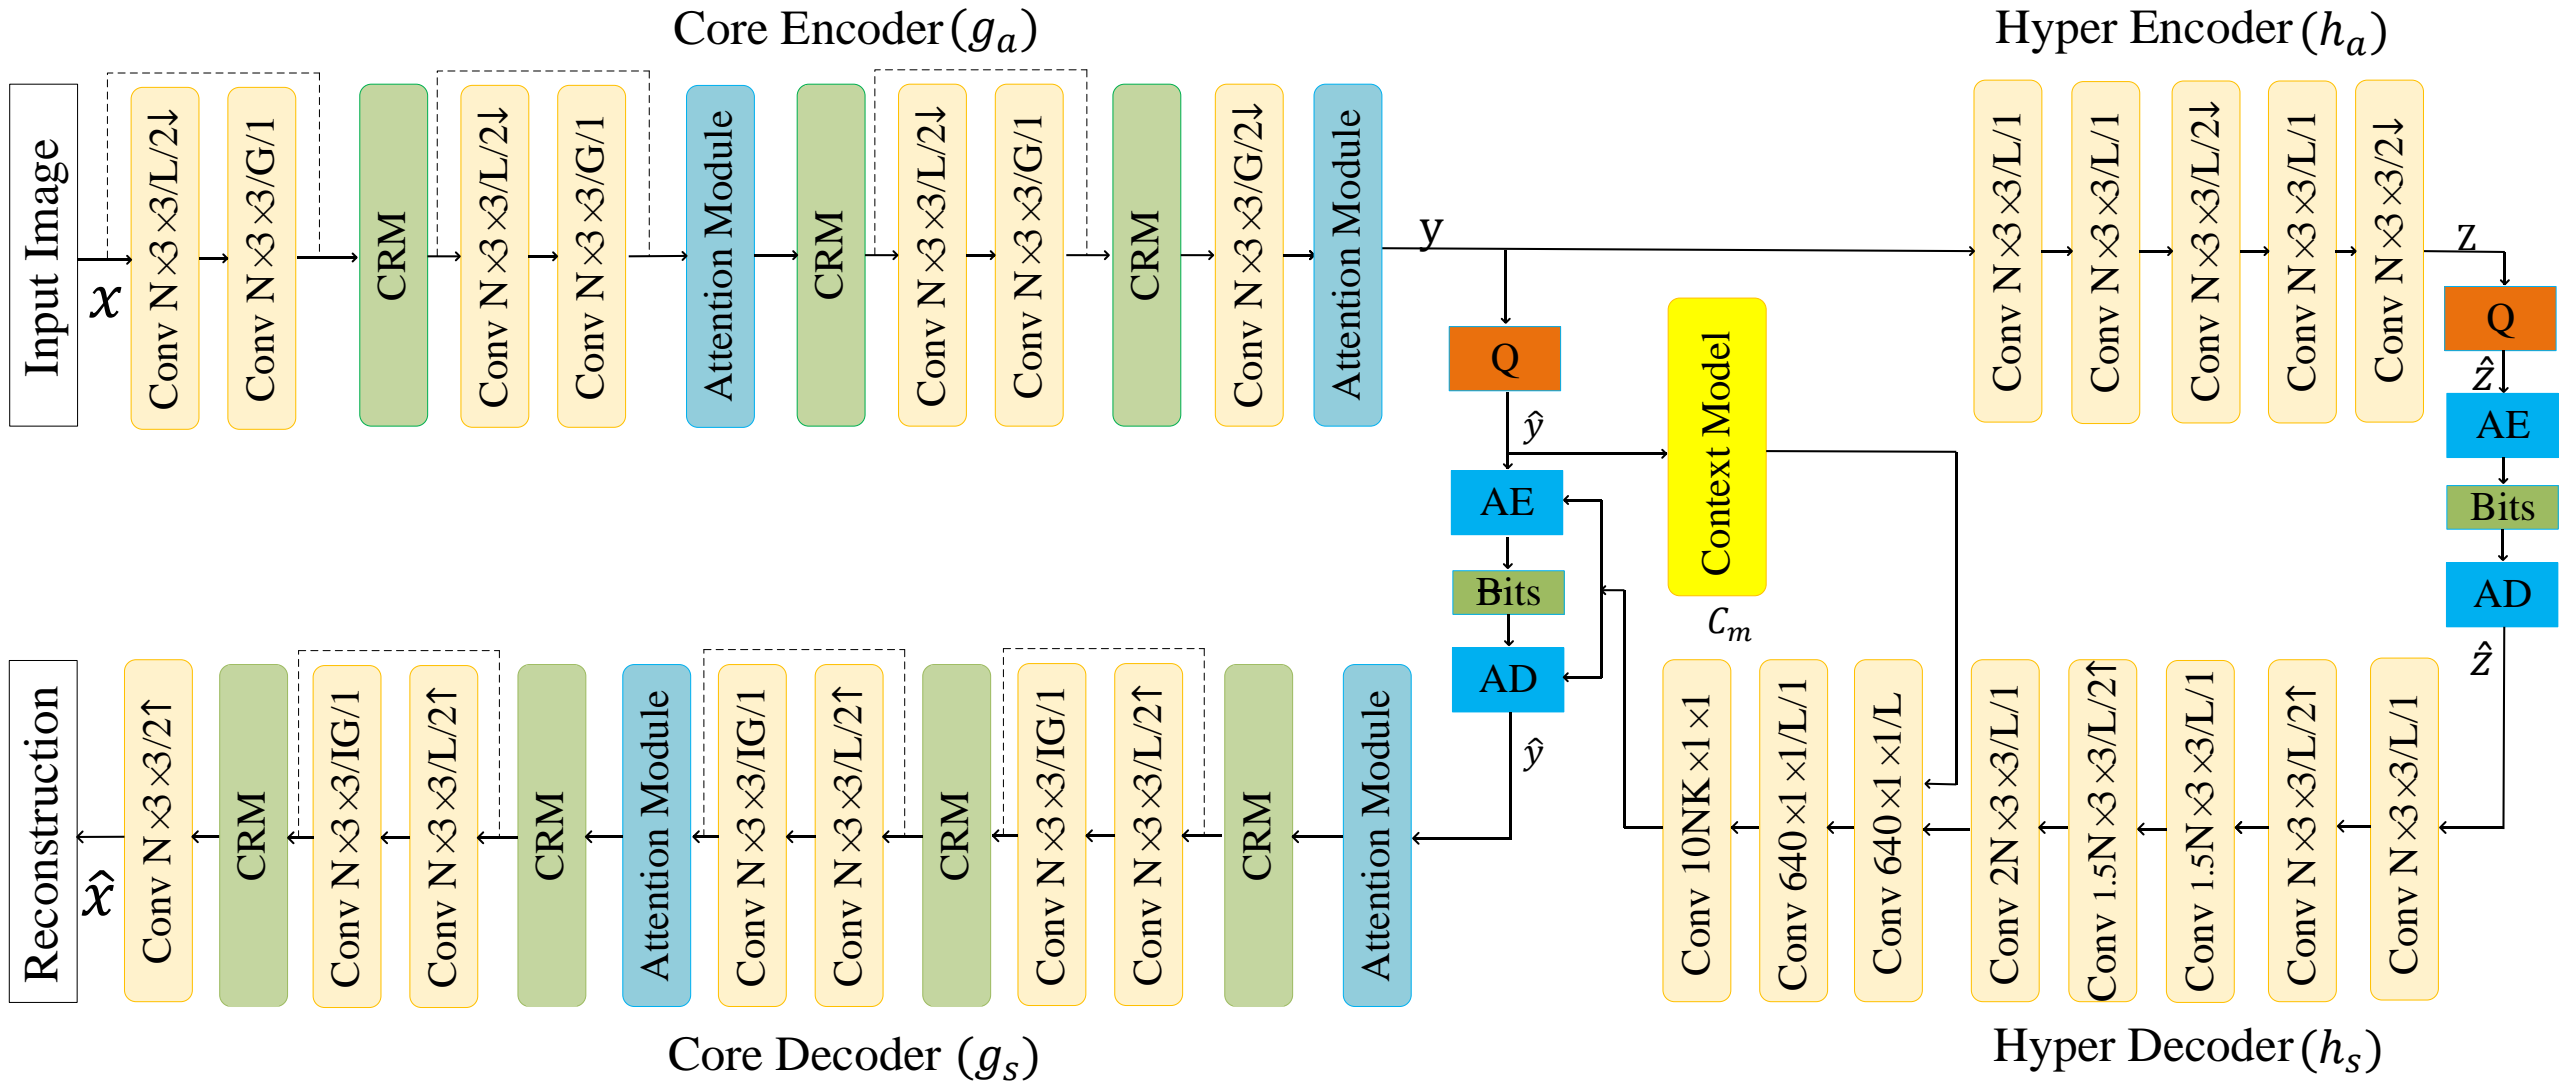 Core Encoder (g_a)
Hyper Encoder (h_a)
Input Image
x
Conv N×3×3/L/2↓
Conv N×3×3/G/1
CRM
Conv N×3×3/L/2↓
Conv N×3×3/G/1
Attention Module
CRM
Conv N×3×3/L/2↓
Conv N×3×3/G/1
CRM
Conv N×3×3/G/2↓
Attention Module
y
Conv N×3×3/L/1
Conv N×3×3/L/1
Conv N×3×3/L/2↓
Conv N×3×3/L/1
Conv N×3×3/2↓
z
Q
ŷ
AE
Bits
AD
ŷ
Context Model
C_m
Q
ẑ
AE
Bits
AD
ẑ
Reconstruction
x̂
Conv N×3×3/2↑
CRM
Conv N×3×3/IG/1
Conv N×3×3/L/2↑
CRM
Attention Module
Conv N×3×3/IG/1
Conv N×3×3/L/2↑
CRM
Conv N×3×3/IG/1
Conv N×3×3/L/2↑
CRM
Attention Module
Conv 10NK×1×1
Conv 640×1×1/L/1
Conv 640×1×1/L
Conv 2N×3×3/L/1
Conv 1.5N×3×3/L/2↑
Conv 1.5N×3×3/L/1
Conv N×3×3/L/2↑
Conv N×3×3/L/1
Core Decoder (g_s)
Hyper Decoder (h_s)